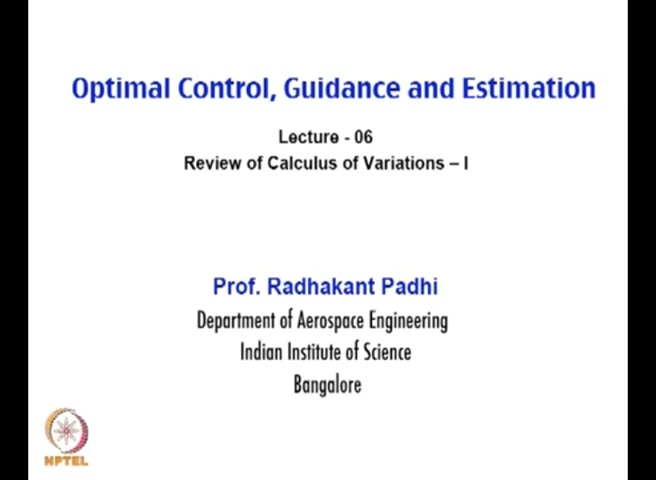 Optimal Control, Guidance and Estimation
Lecture - 06
Review of Calculus of Variations – I
Prof. Radhakant Padhi
Department of Aerospace Engineering
Indian Institute of Science
Bangalore
NPTEL